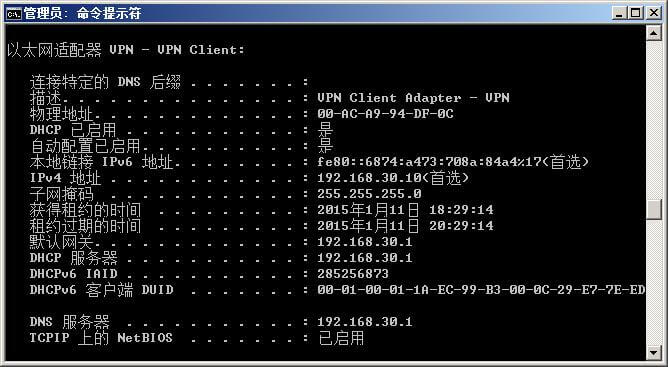 管理员: 命令提示符
以太网适配器 VPN - VPN Client:
连接特定的 DNS 后缀 . . . . . . . :
描述. . . . . . . . . . . . . . . : VPN Client Adapter - VPN
物理地址. . . . . . . . . . . . . : 00-AC-A9-94-DF-0C
DHCP 已启用 . . . . . . . . . . . : 是
自动配置已启用. . . . . . . . . . : 是
本地链接 IPv6 地址. . . . . . . . : fe80::6874:a473:708a:84a4%17(首选)
IPv4 地址 . . . . . . . . . . . . : 192.168.30.10(首选)
子网掩码  . . . . . . . . . . . . : 255.255.255.0
获得租约的时间  . . . . . . . . . : 2015年1月11日 18:29:14
租约过期的时间  . . . . . . . . . : 2015年1月11日 20:29:14
默认网关. . . . . . . . . . . . . : 192.168.30.1
DHCP 服务器 . . . . . . . . . . . : 192.168.30.1
DHCPv6 IAID . . . . . . . . . . . : 285256873
DHCPv6 客户端 DUID  . . . . . . . : 00-01-00-01-1A-EC-99-B3-00-0C-29-E7-7E-ED
DNS 服务器  . . . . . . . . . . . : 192.168.30.1
TCPIP 上的 NetBIOS  . . . . . . . : 已启用